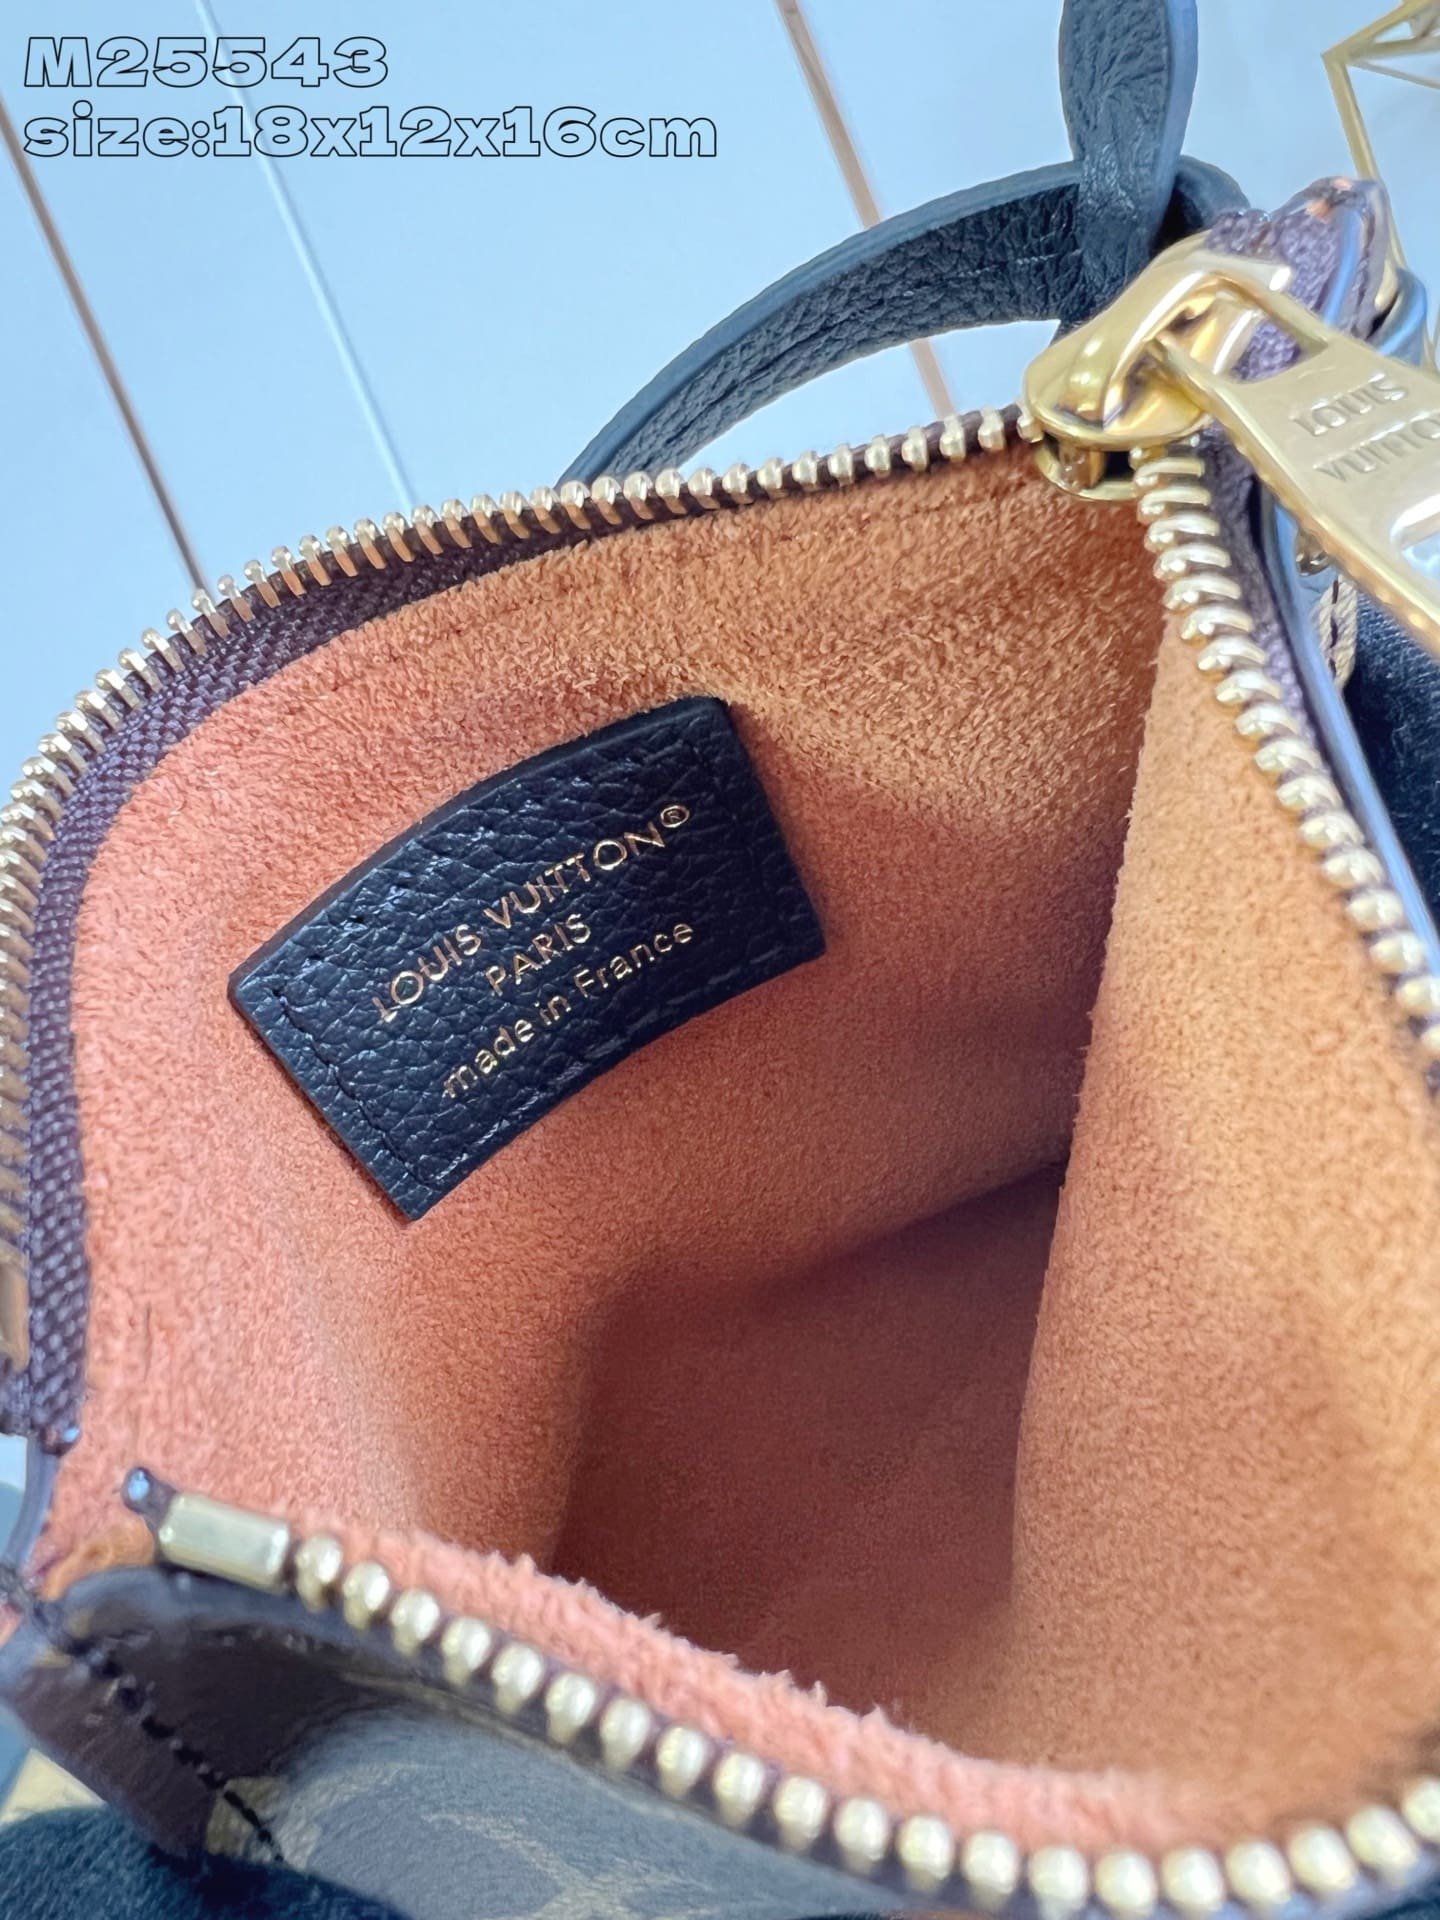 M25543
size:18x12x16cm
LOUIS
VUITTON
LOUIS VUITTON®
PARIS
made in France